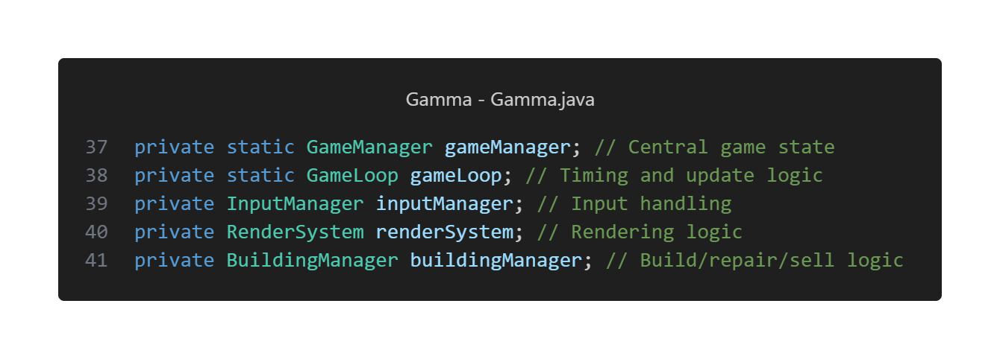 Gamma - Gamma.java
37 private static GameManager gameManager; // Central game state
38 private static GameLoop gameLoop; // Timing and update logic
39 private InputManager inputManager; // Input handling
40 private RenderSystem renderSystem; // Rendering logic
41 private BuildingManager buildingManager; // Build/repair/sell logic